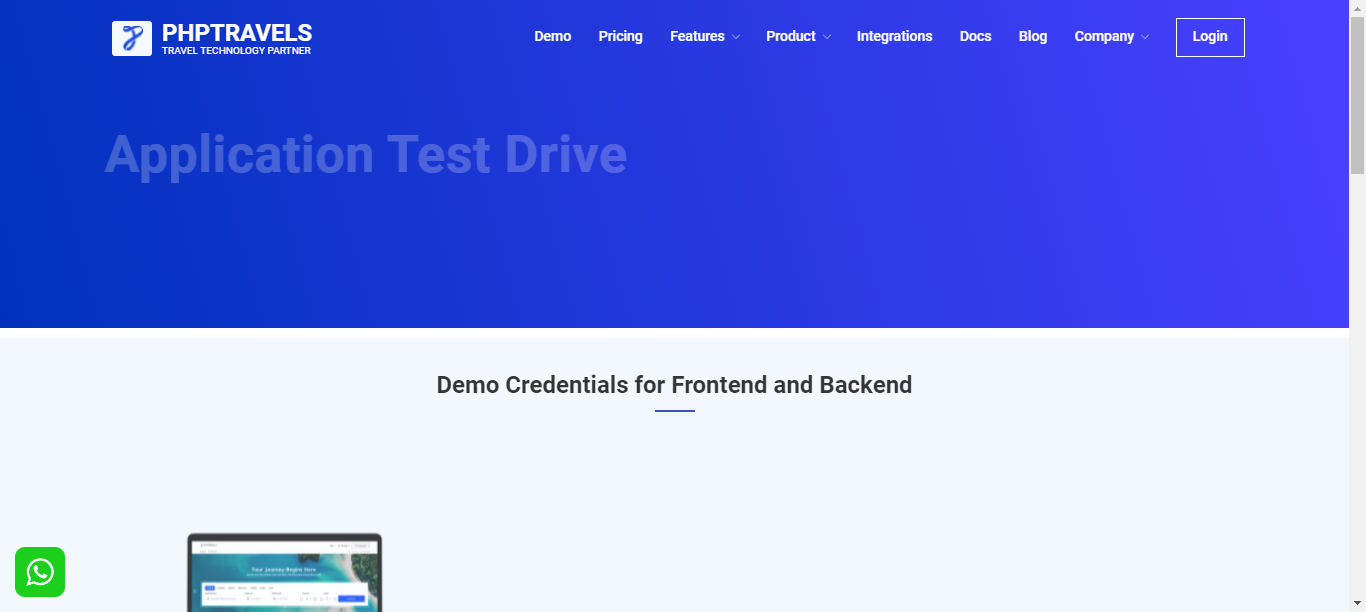 PHPTRAVELS
TRAVEL TECHNOLOGY PARTNER
Demo Pricing Features Product Integrations Docs Blog Company Login
Application Test Drive
Demo Credentials for Frontend and Backend
Your Journey Begins Here